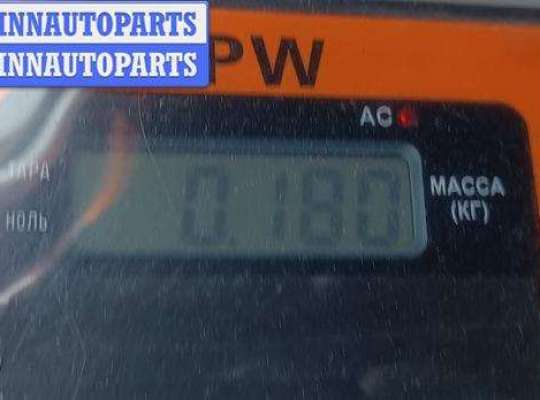 INNAUTOPARTS
INNAUTOPARTS
PW
AC
ТАРА
0.180
МАССА
(КГ)
НОЛЬ